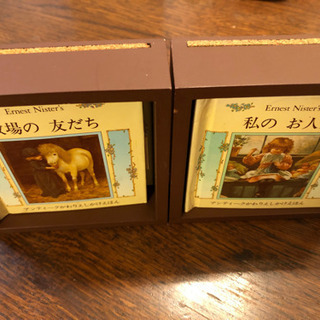 Ernest Nister's
牧場の 友だち
アンティークかわりえしかけえほん
Ernest Nister's
私の お人
アンティークかわりえしかけえほん